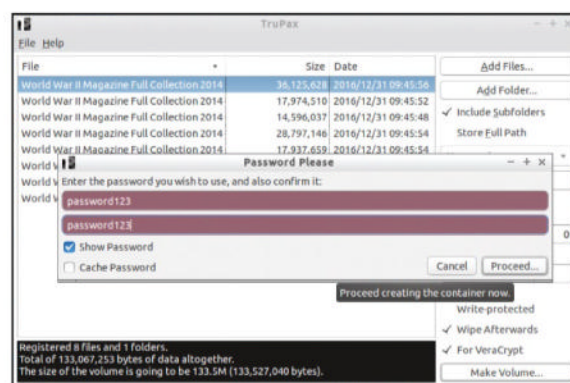 TruPax
File Help
File Size Date
World War II Magazine Full Collection 2014 36,125,628 2016/12/31 09:45:56
World War II Magazine Full Collection 2014 17,974,510 2016/12/31 09:45:52
World War II Magazine Full Collection 2014 14,596,037 2016/12/31 09:45:48
World War II Magazine Full Collection 2014 28,797,146 2016/12/31 09:45:54
World War II Magazine Full Collection 2014 17,937,659 2016/12/31 09:45:54
World
World
World
Add Files...
Add Folder...
Include Subfolders
Store Full Path
Password Please
Enter the password you wish to use, and also confirm it:
password123
password123
Show Password
Cache Password
Cancel Proceed...
Proceed creating the container now.
0
Write-protected
Wipe Afterwards
For VeraCrypt
Make Volume...
Registered 8 files and 1 folders.
Total of 133,067,253 bytes of data altogether.
The size of the volume is going to be 133.5M (133,527,040 bytes).